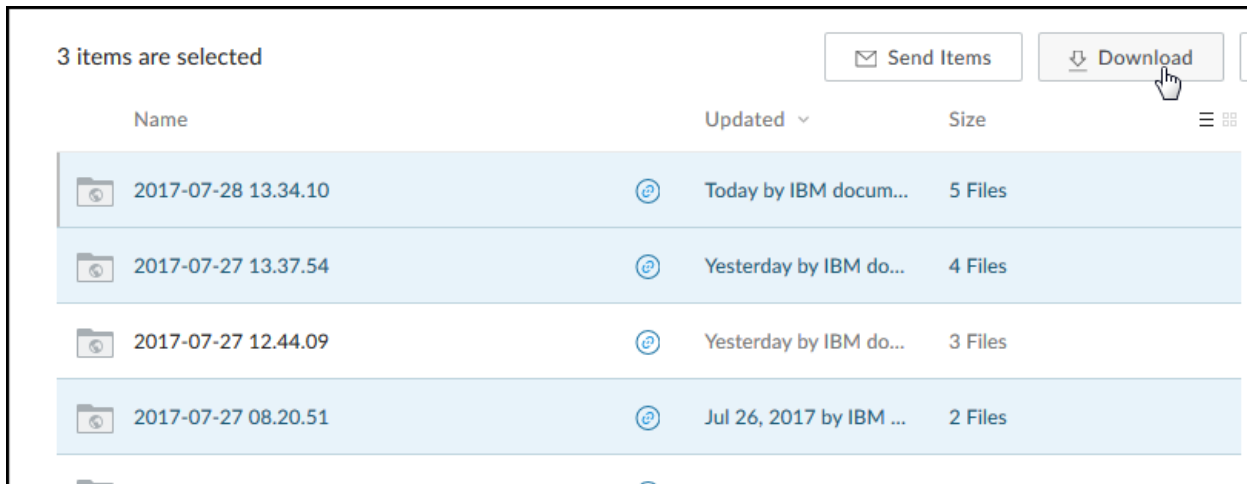 3 items are selected Send Items Download
Name Updated Size
2017-07-28 13.34.10 Today by IBM docum... 5 Files
2017-07-27 13.37.54 Yesterday by IBM do... 4 Files
2017-07-27 12.44.09 Yesterday by IBM do... 3 Files
2017-07-27 08.20.51 Jul 26, 2017 by IBM ... 2 Files